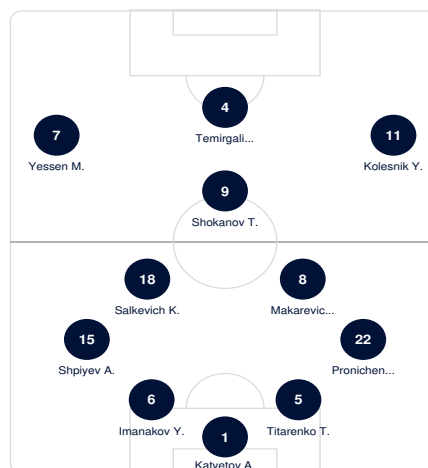 4
7
11
Temirgali...
Yessen M.
Kolesnik Y.
9
Shokanov T.
18
8
Salkevich K.
Makarevic...
15
22
Shpiyev A.
Pronichen...
6
5
Imanakov Y.
Titarenko T.
1
Katvetov A.